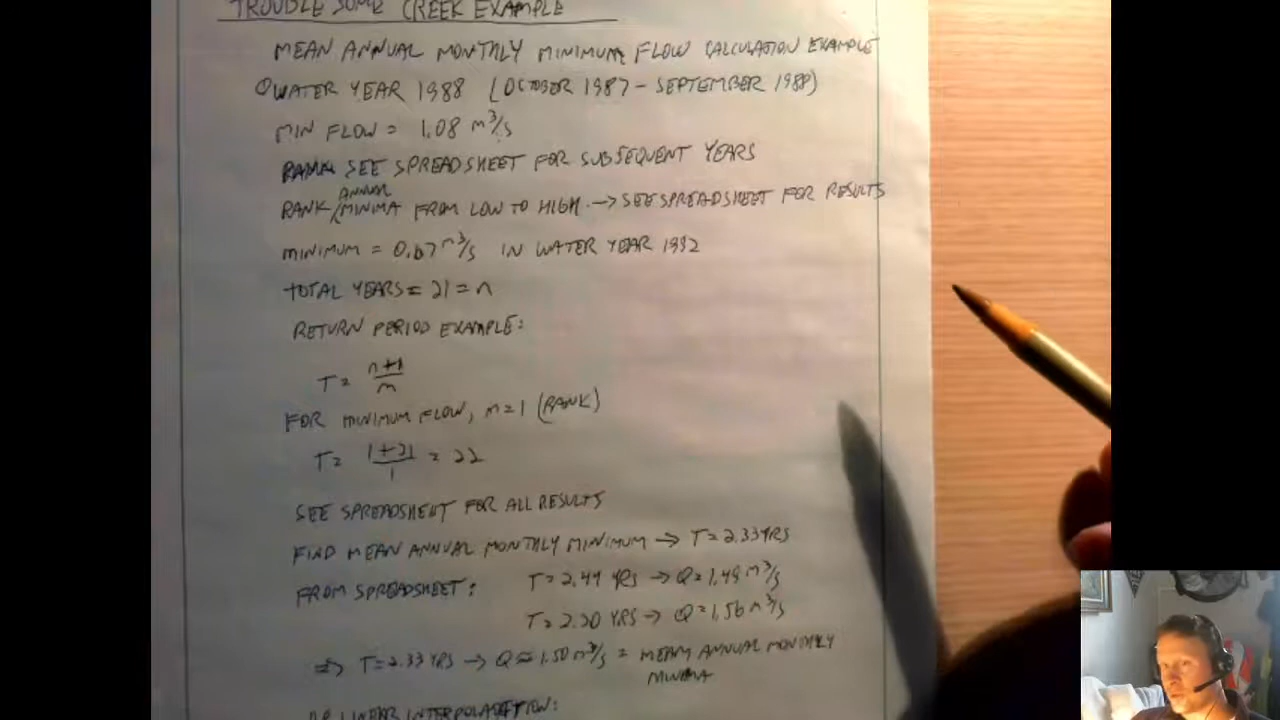 TROUBLESOME CREEK EXAMPLE
MEAN ANNUAL MONTHLY MINIMUM FLOW CALCULATION EXAMPLE
WATER YEAR 1988 (OCTOBER 1987 - SEPTEMBER 1988)
MIN FLOW = 1.08 m³/s
SEE SPREADSHEET FOR SUBSEQUENT YEARS
RANK ANNUAL MINIMA FROM LOW TO HIGH → SEE SPREADSHEET FOR RESULTS
MINIMUM = 0.67 m³/s IN WATER YEAR 1992
TOTAL YEARS = 21 = n
RETURN PERIOD EXAMPLE:
T = n+1/m
FOR MINIMUM FLOW, m=1 (RANK)
T = 1+21/1 = 22
SEE SPREADSHEET FOR ALL RESULTS
FIND MEAN ANNUAL MONTHLY MINIMUM → T=2.33 YRS
FROM SPREADSHEET: T=2.44 YRS → Q=1.49 m³/s
T=2.20 YRS → Q=1.56 m³/s
⇒ T=2.33 YRS → Q≈1.50 m³/s = MEAN ANNUAL MONTHLY
MINIMA
LINEAR INTERPOLATION: